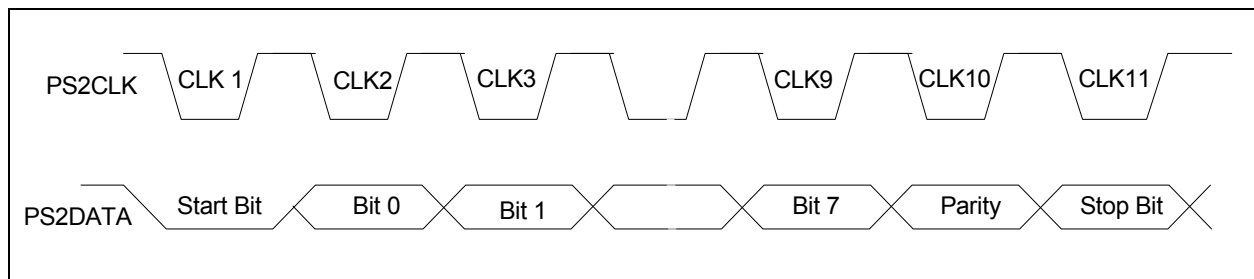 PS2CLK CLK 1 CLK2 CLK3 CLK9 CLK10 CLK11
PS2DATA Start Bit Bit 0 Bit 1 Bit 7 Parity Stop Bit